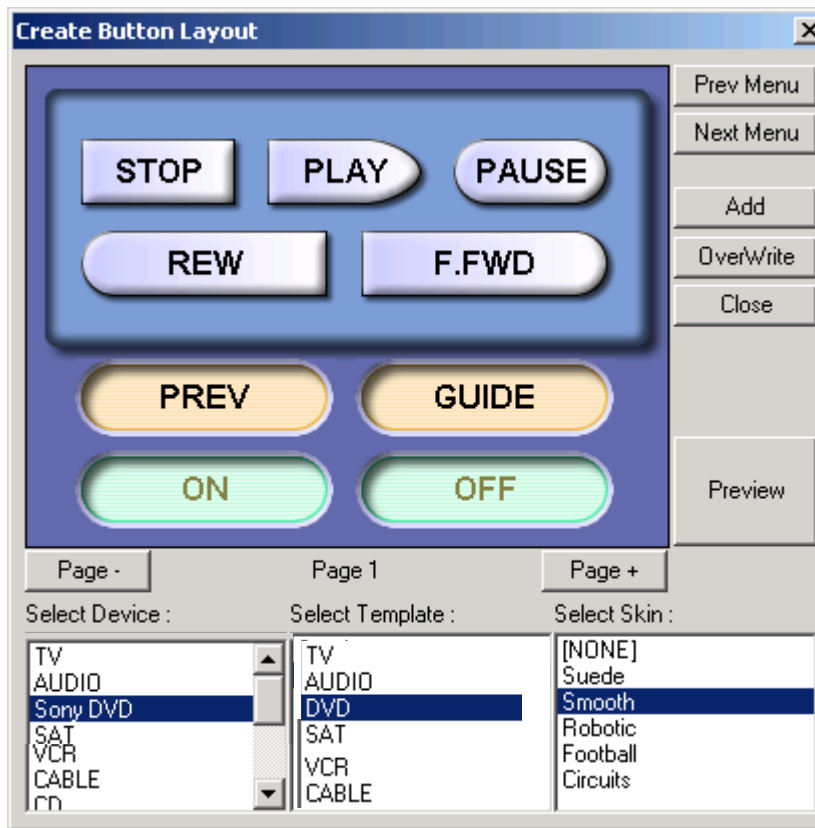 Create Button Layout
Prev Menu
Next Menu
STOP PLAY PAUSE
Add
REW F.FWD
OverWrite
Close
PREV GUIDE
ON OFF
Preview
Page - Page 1 Page +
Select Device : Select Template : Select Skin :
TV
AUDIO
Sony DVD
SAT
VCR
CABLE
CD
TV
AUDIO
DVD
SAT
VCR
CABLE
[NONE]
Suede
Smooth
Robotic
Football
Circuits